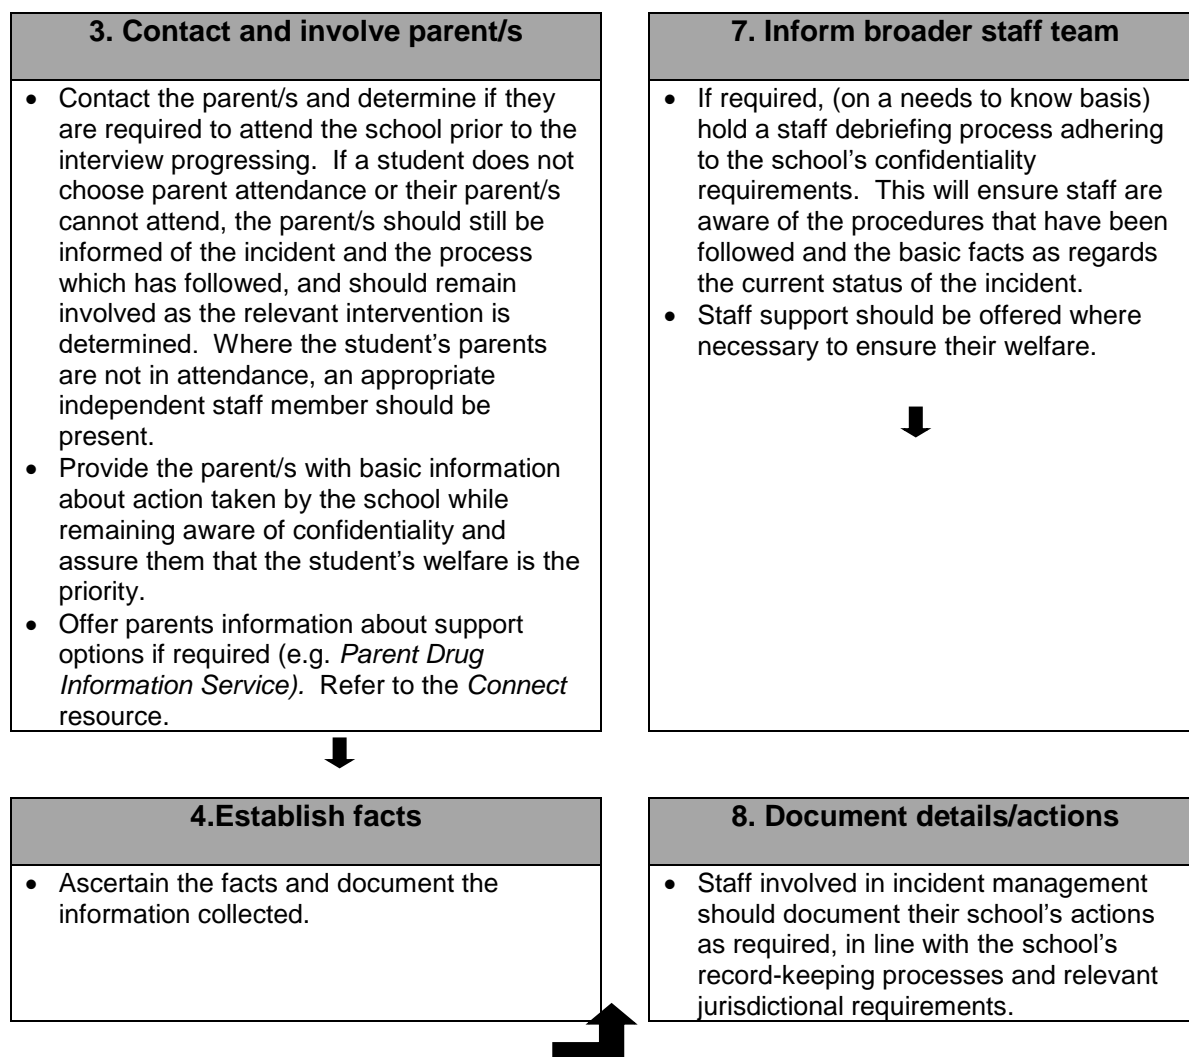 3. Contact and involve parent/s
• Contact the parent/s and determine if they
are required to attend the school prior to the
interview progressing.  If a student does not
choose parent attendance or their parent/s
cannot attend, the parent/s should still be
informed of the incident and the process
which has followed, and should remain
involved as the relevant intervention is
determined.  Where the student’s parents
are not in attendance, an appropriate
independent staff member should be
present.
• Provide the parent/s with basic information
about action taken by the school while
remaining aware of confidentiality and
assure them that the student’s welfare is the
priority.
• Offer parents information about support
options if required (e.g. Parent Drug
Information Service).  Refer to the Connect
resource.
4.Establish facts
• Ascertain the facts and document the
information collected.
7. Inform broader staff team
• If required, (on a needs to know basis)
hold a staff debriefing process adhering
to the school’s confidentiality
requirements.  This will ensure staff are
aware of the procedures that have been
followed and the basic facts as regards
the current status of the incident.
• Staff support should be offered where
necessary to ensure their welfare.
8. Document details/actions
• Staff involved in incident management
should document their school’s actions
as required, in line with the school’s
record-keeping processes and relevant
jurisdictional requirements.